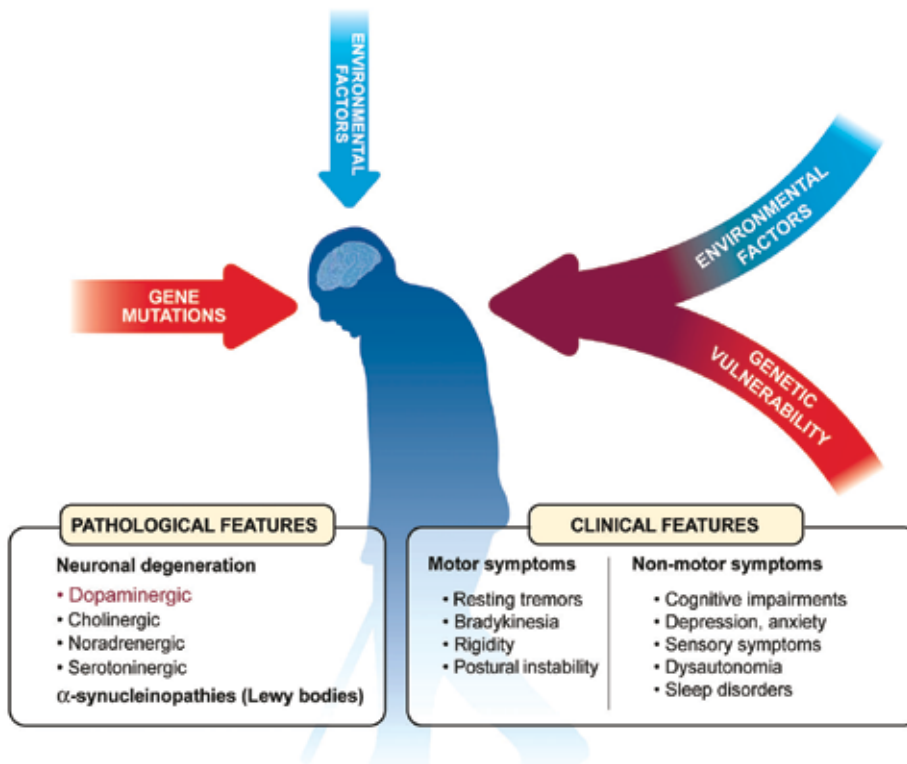 ENVIRONMENTAL
FACTORS
GENE
MUTATIONS
ENVIRONMENTAL
FACTORS
GENETIC
VULNERABILITY
PATHOLOGICAL FEATURES
Neuronal degeneration
• Dopaminergic
• Cholinergic
• Noradrenergic
• Serotoninergic
α-synucleinopathies (Lewy bodies)
CLINICAL FEATURES
Motor symptoms
• Resting tremors
• Bradykinesia
• Rigidity
• Postural instability
Non-motor symptoms
• Cognitive impairments
• Depression, anxiety
• Sensory symptoms
• Dysautonomia
• Sleep disorders